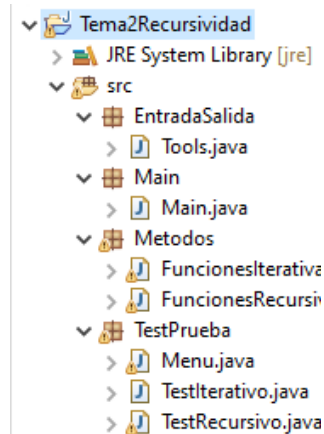 Tema2Recursividad
JRE System Library [jre]
src
EntradaSalida
Tools.java
Main
Main.java
Metodos
FuncionesIterativa
FuncionesRecursiv
TestPrueba
Menu.java
TestIterativo.java
TestRecursivo.java